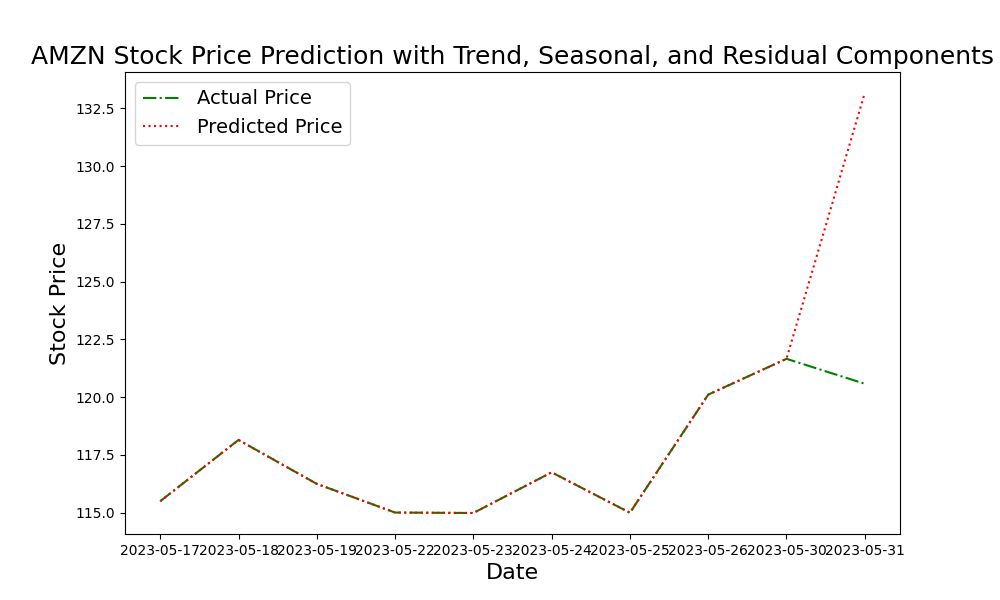 AMZN Stock Price Prediction with Trend, Seasonal, and Residual Components
Actual Price
Predicted Price
132.5
130.0
127.5
125.0
122.5
120.0
117.5
115.0
Stock Price
2023-05-17 2023-05-18 2023-05-19 2023-05-22 2023-05-23 2023-05-24 2023-05-25 2023-05-26 2023-05-30 2023-05-31
Date